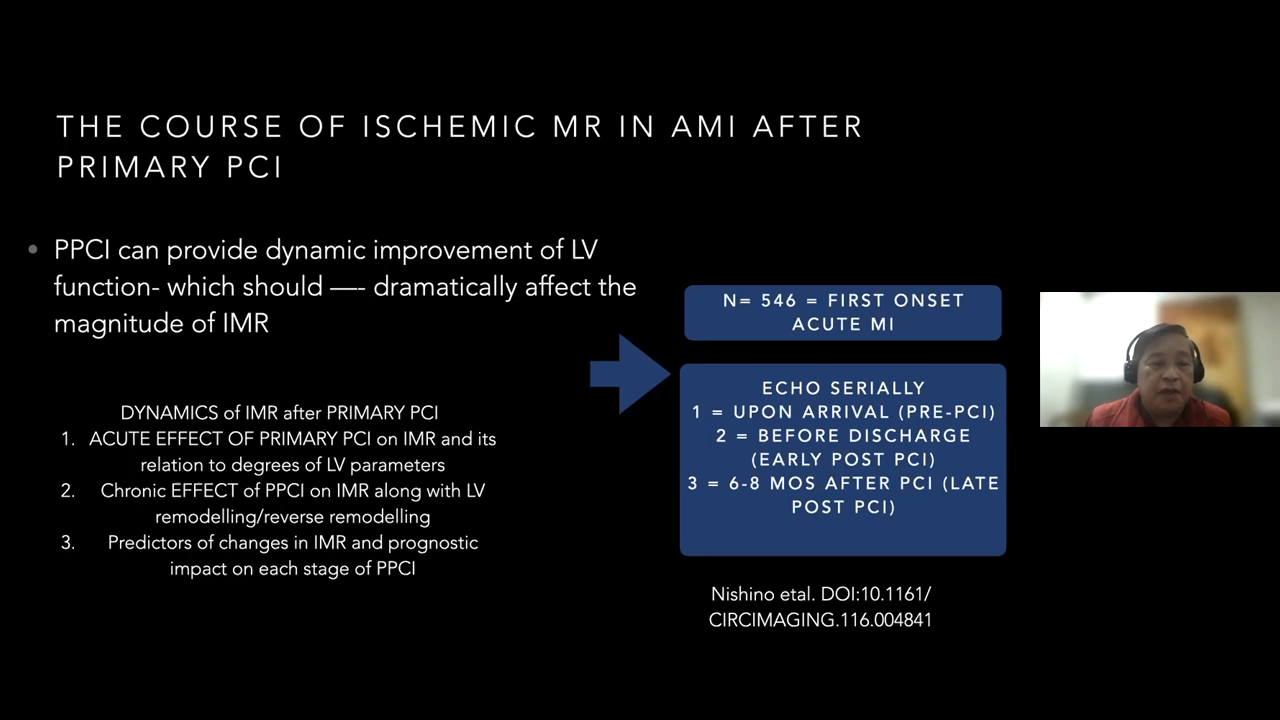 THE COURSE OF ISCHEMIC MR IN AMI AFTER
PRIMARY PCI
• PPCI can provide dynamic improvement of LV
function- which should —-- dramatically affect the
magnitude of IMR
DYNAMICS of IMR after PRIMARY PCI
1. ACUTE EFFECT OF PRIMARY PCI on IMR and its
relation to degrees of LV parameters
2. Chronic EFFECT of PPCI on IMR along with LV
remodelling/reverse remodelling
3. Predictors of changes in IMR and prognostic
impact on each stage of PPCI
N= 546 = FIRST ONSET
ACUTE MI
ECHO SERIALLY
1 = UPON ARRIVAL (PRE-PCI)
2 = BEFORE DISCHARGE
(EARLY POST PCI)
3 = 6-8 MOS AFTER PCI (LATE
POST PCI)
Nishino etal. DOI:10.1161/
CIRCIMAGING.116.004841